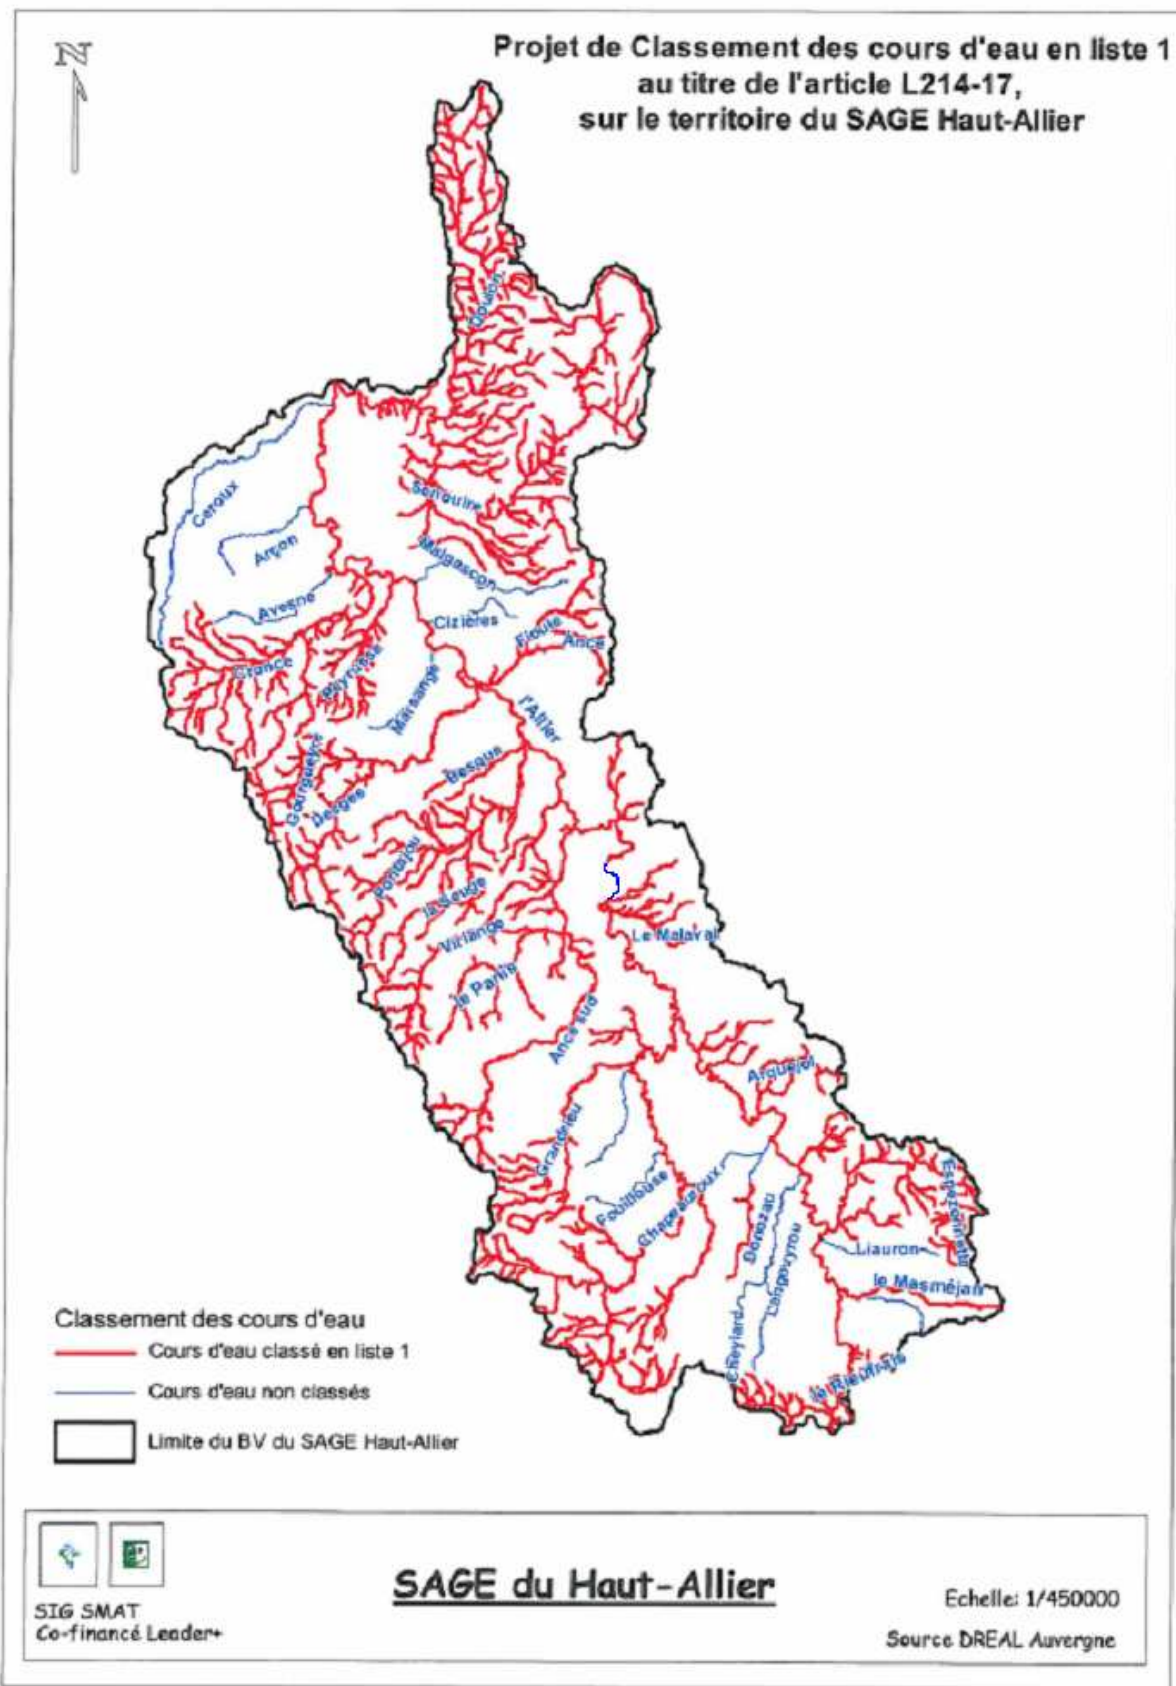 N
Projet de Classement des cours d'eau en liste 1
au titre de l'article L214-17,
sur le territoire du SAGE Haut-Allier
Doulon
Senouire
Ceroux
Arçon
Malgascon
Avesne
Cizières
Fioule
Ance
Cronce
Peyrusse
Marsange
l'Allier
Gourgueyre
Besque
Desges
Pontajou
la Seuge
Virlange
Le Malaval
le Panis
Ance sud
Arquejol
Grandrieu
Fouillouse
Chapeauroux
Donozau
Langouyrou
Espezonnette
Liauron
le Masméjan
Cheylard
le Rieufrais
Classement des cours d'eau
Cours d'eau classé en liste 1
Cours d'eau non classés
Limite du BV du SAGE Haut-Allier
SIG SMAT
Co-financé Leader+
SAGE du Haut-Allier
Echelle: 1/450000
Source DREAL Auvergne